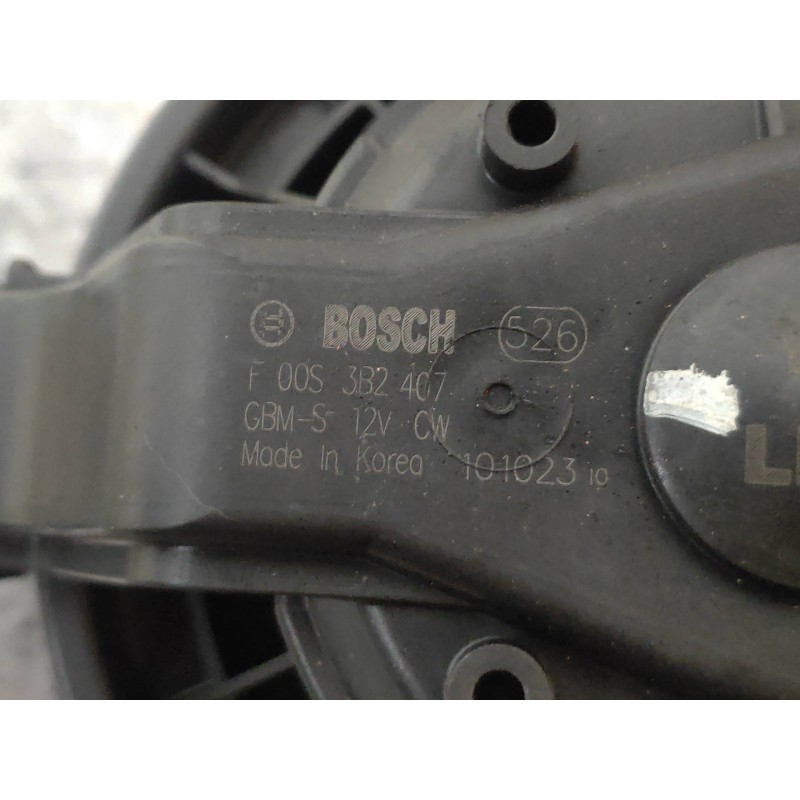 BOSCH 526
F 00S 3B2 407
GBM-S 12V CW
Made In Korea 101023 10